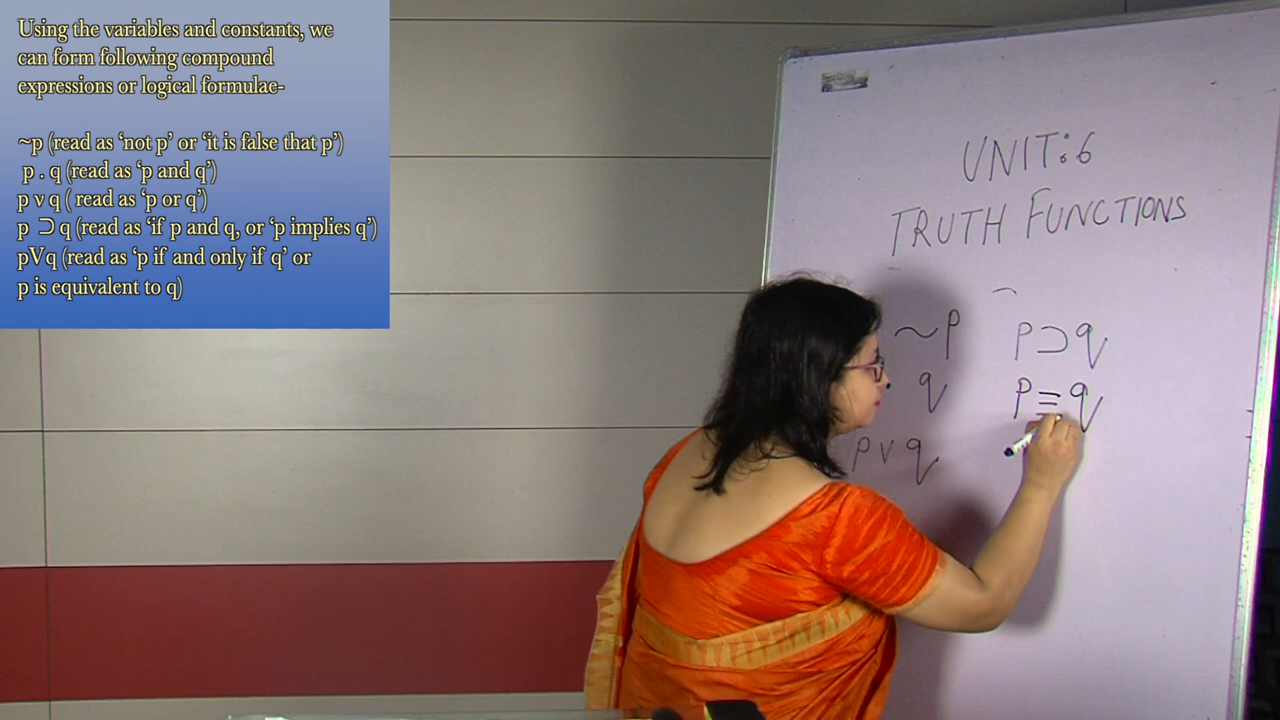 Using the variables and constants, we
can form following compound
expressions or logical formulae-
~p (read as ‘not p’ or ‘it is false that p’)
p . q (read as ‘p and q’)
p v q ( read as ‘p or q’)
p ⊃ q (read as ‘if p and q, or ‘p implies q’)
pVq (read as ‘p if and only if q’ or
p is equivalent to q)
UNIT:6
TRUTH FUNCTIONS
~p p⊃q
q p≡q
p v q